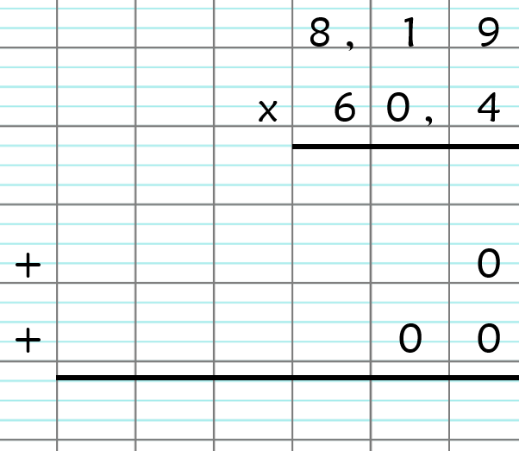 8,19
x 60,4
+ 0
+ 00